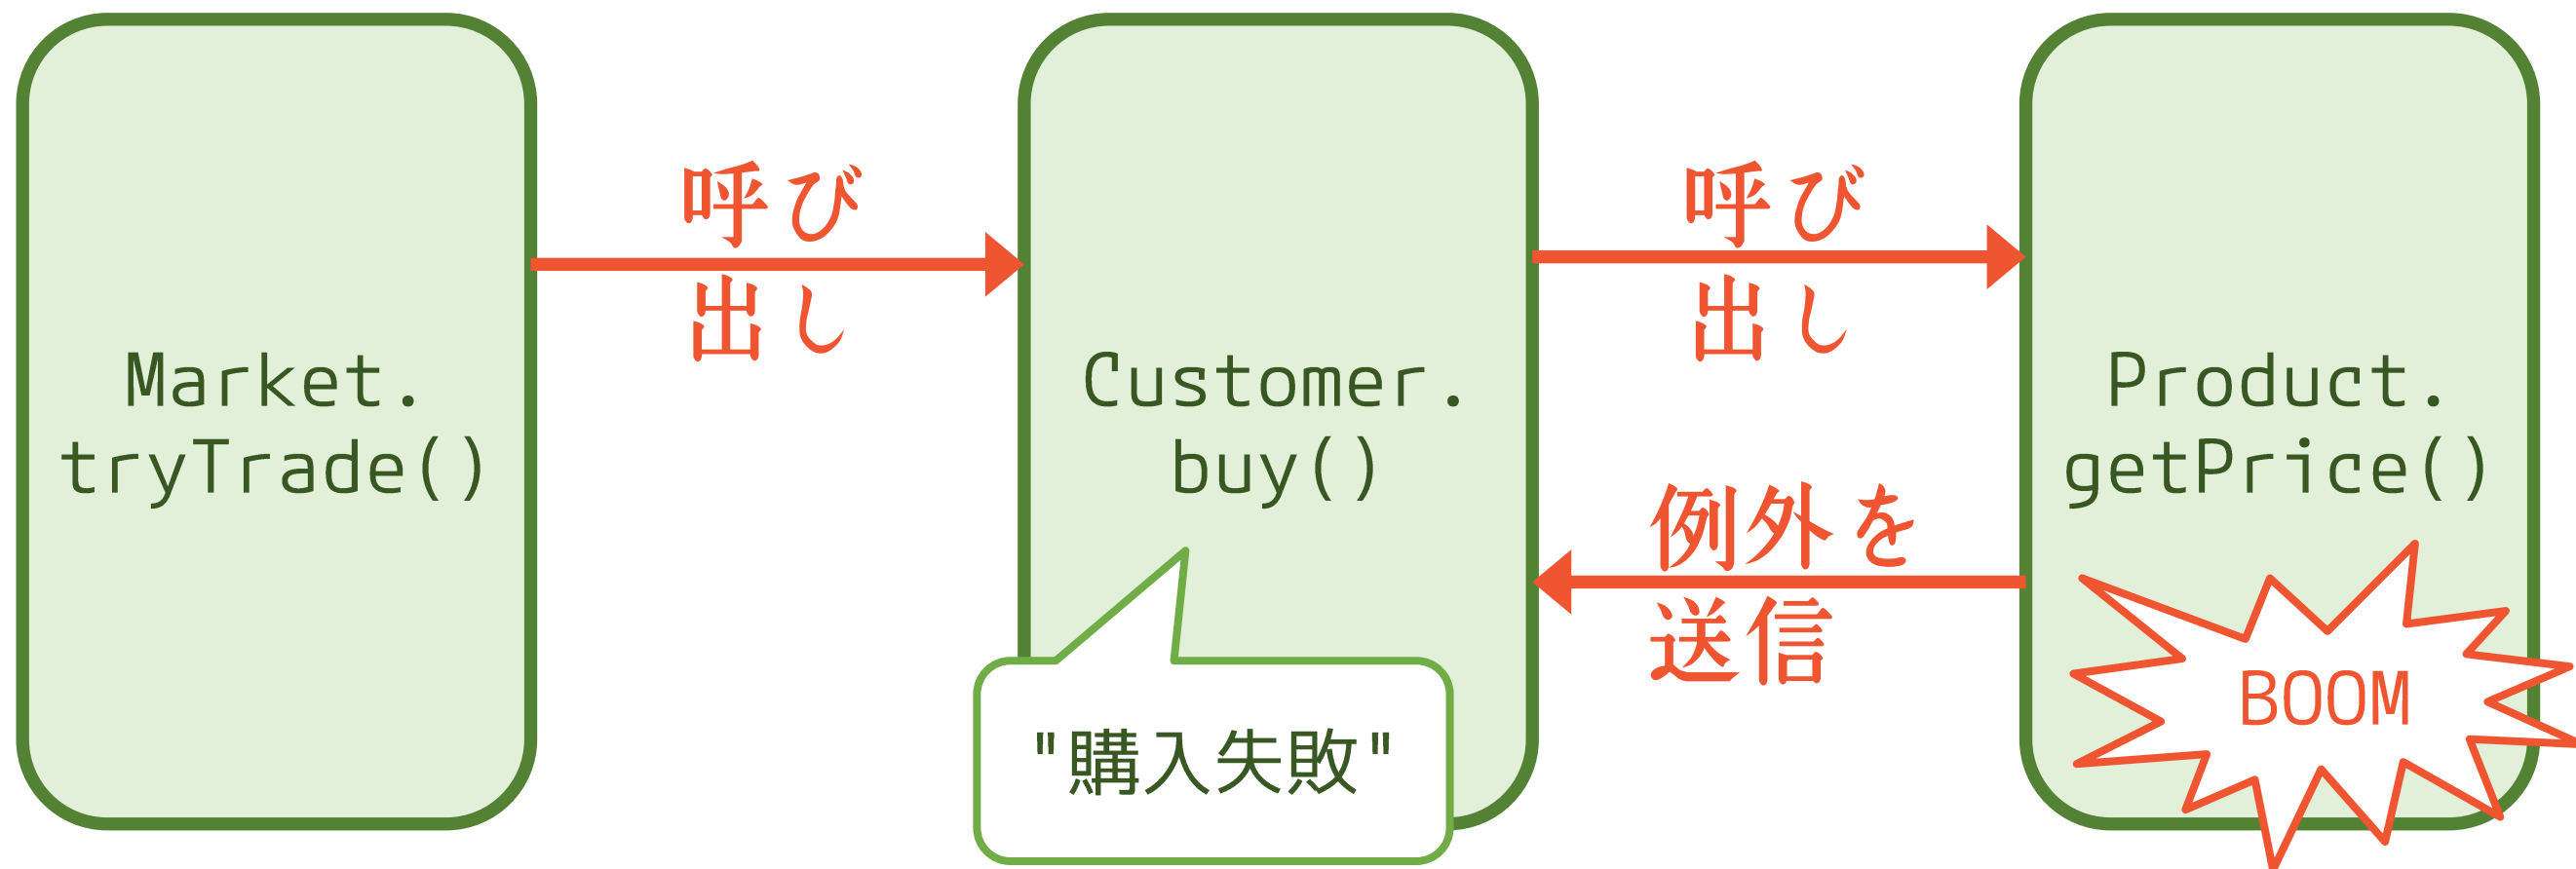 Market.
tryTrade()
呼び
出し
Customer.
buy()
"購入失敗"
呼び
出し
例外を
送信
Product.
getPrice()
BOOM